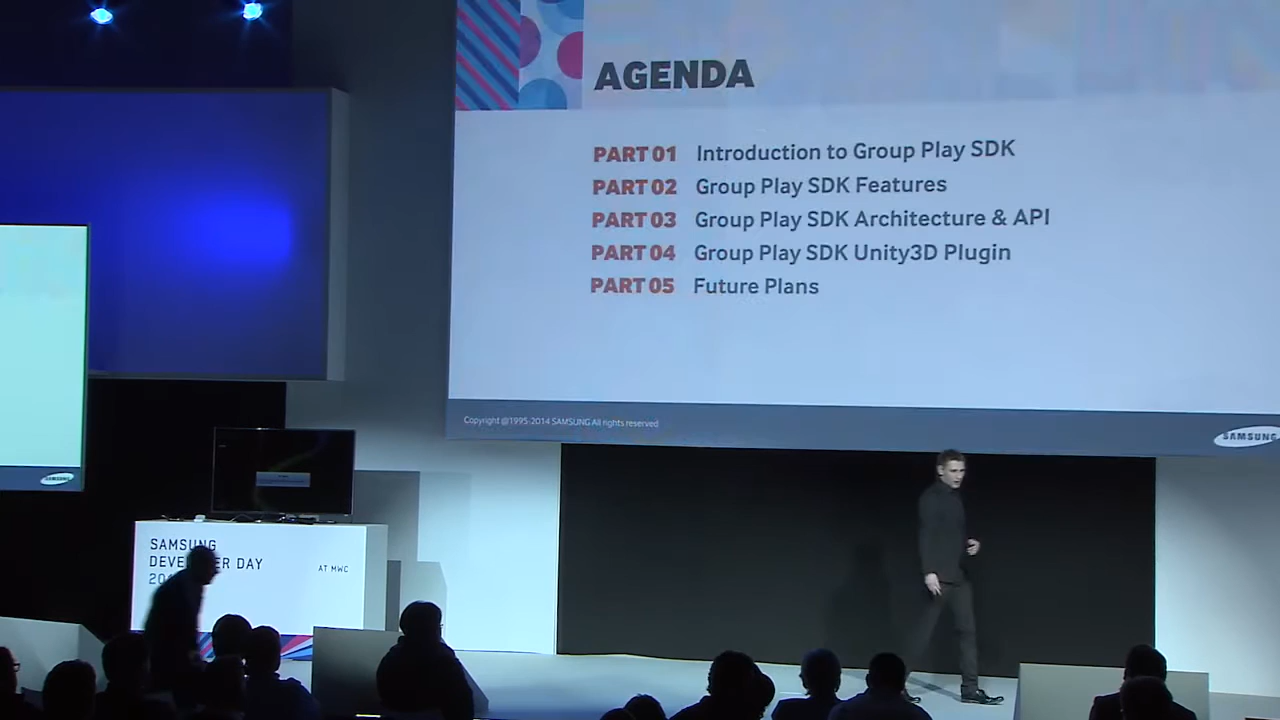 AGENDA
PART 01 Introduction to Group Play SDK
PART 02 Group Play SDK Features
PART 03 Group Play SDK Architecture & API
PART 04 Group Play SDK Unity3D Plugin
PART 05 Future Plans
Copyright @1995-2014 SAMSUNG All rights reserved
SAMSUNG
SAMSUNG
SAMSUNG
DAY
AT MWC